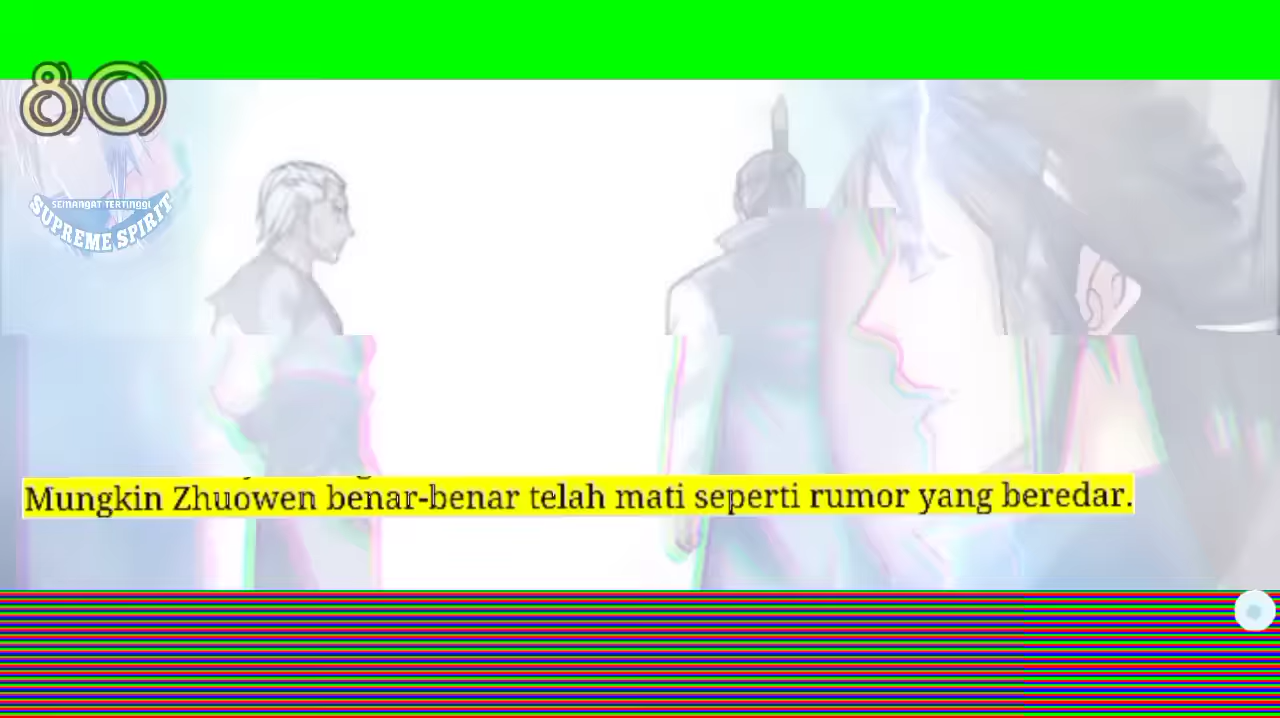 80
SEMANGAT TERTINGGI
SUPREME SPIRIT
Mungkin Zhuowen benar-benar telah mati seperti rumor yang beredar.